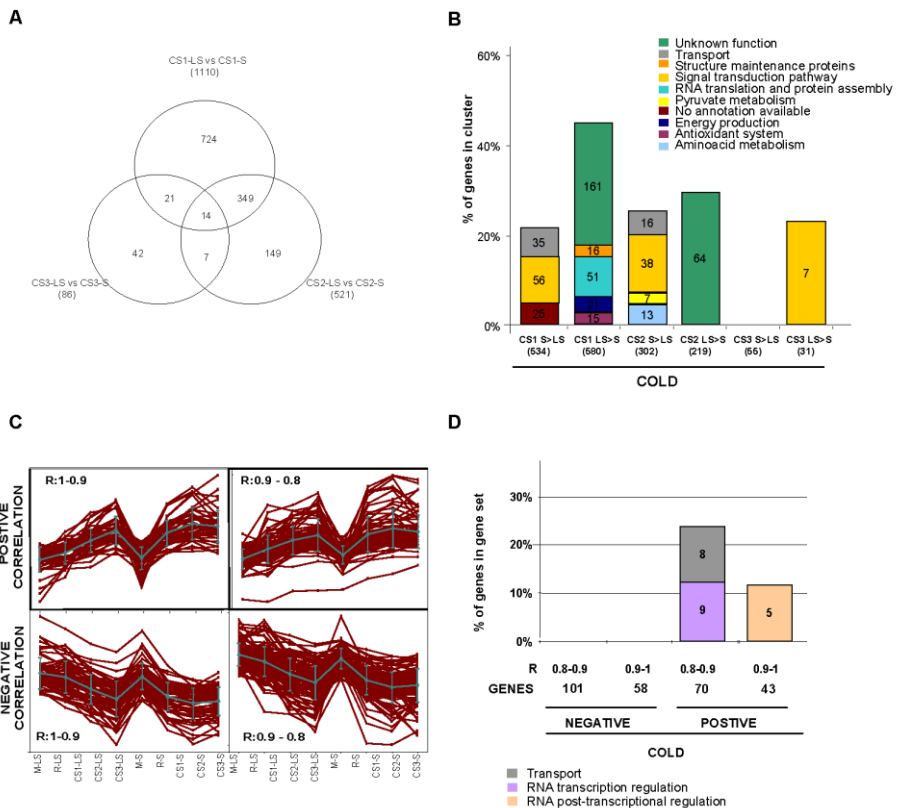 A
CS1-LS vs CS1-S
(1110)
724
21
349
14
42
7
149
CS3-LS vs CS3-S
(86)
CS2-LS vs CS2-S
(521)
B
% of genes in cluster
60%
40%
20%
0%
Unknown function
Transport
Structure maintenance proteins
Signal transduction pathway
RNA translation and protein assembly
Pyruvate metabolism
No annotation available
Energy production
Antioxidant system
Aminoacid metabolism
35
56
25
161
16
51
21
15
16
38
7
13
64
7
CS1 S>LS CS1 LS>S CS2 S>LS CS2 LS>S CS3 S>LS CS3 LS>S
(534) (580) (302) (219) (56) (31)
COLD
C
POSTIVE
CORRELATION
R:1-0.9
R:0.9 - 0.8
NEGATIVE
CORRELATION
R:1-0.9
R:0.9 - 0.8
M-LS R-LS CS1-LS CS2-LS CS3-LS M-S R-S CS1-S CS2-S CS3-S M-LS R-LS CS1-LS CS2-LS CS3-LS M-S R-S CS1-S CS2-S CS3-S
D
% of genes in gene set
30%
20%
10%
0%
8
9
5
R 0.8-0.9 0.9-1 0.8-0.9 0.9-1
GENES 101 58 70 43
NEGATIVE POSTIVE
COLD
Transport
RNA transcription regulation
RNA post-transcriptional regulation